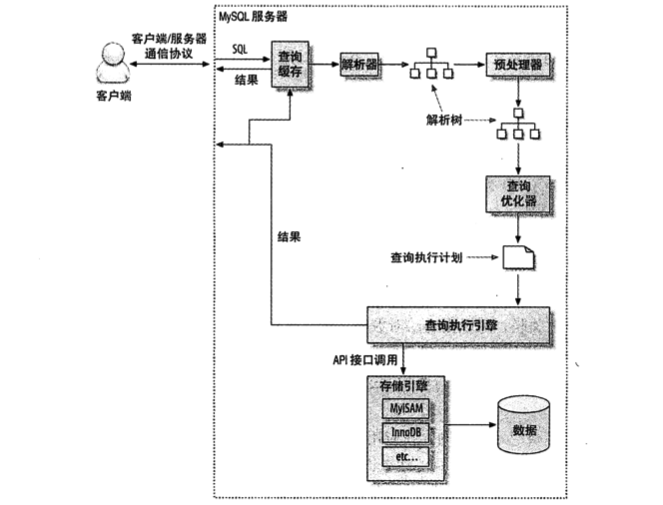 MySQL 服务器
客户端/服务器
通信协议
SQL
结果
客户端
查询
缓存
解析器
预处理器
解析树
查询
优化器
结果
查询执行计划
查询执行引擎
API 接口调用
存储引擎
MyISAM
InnoDB
etc...
数据